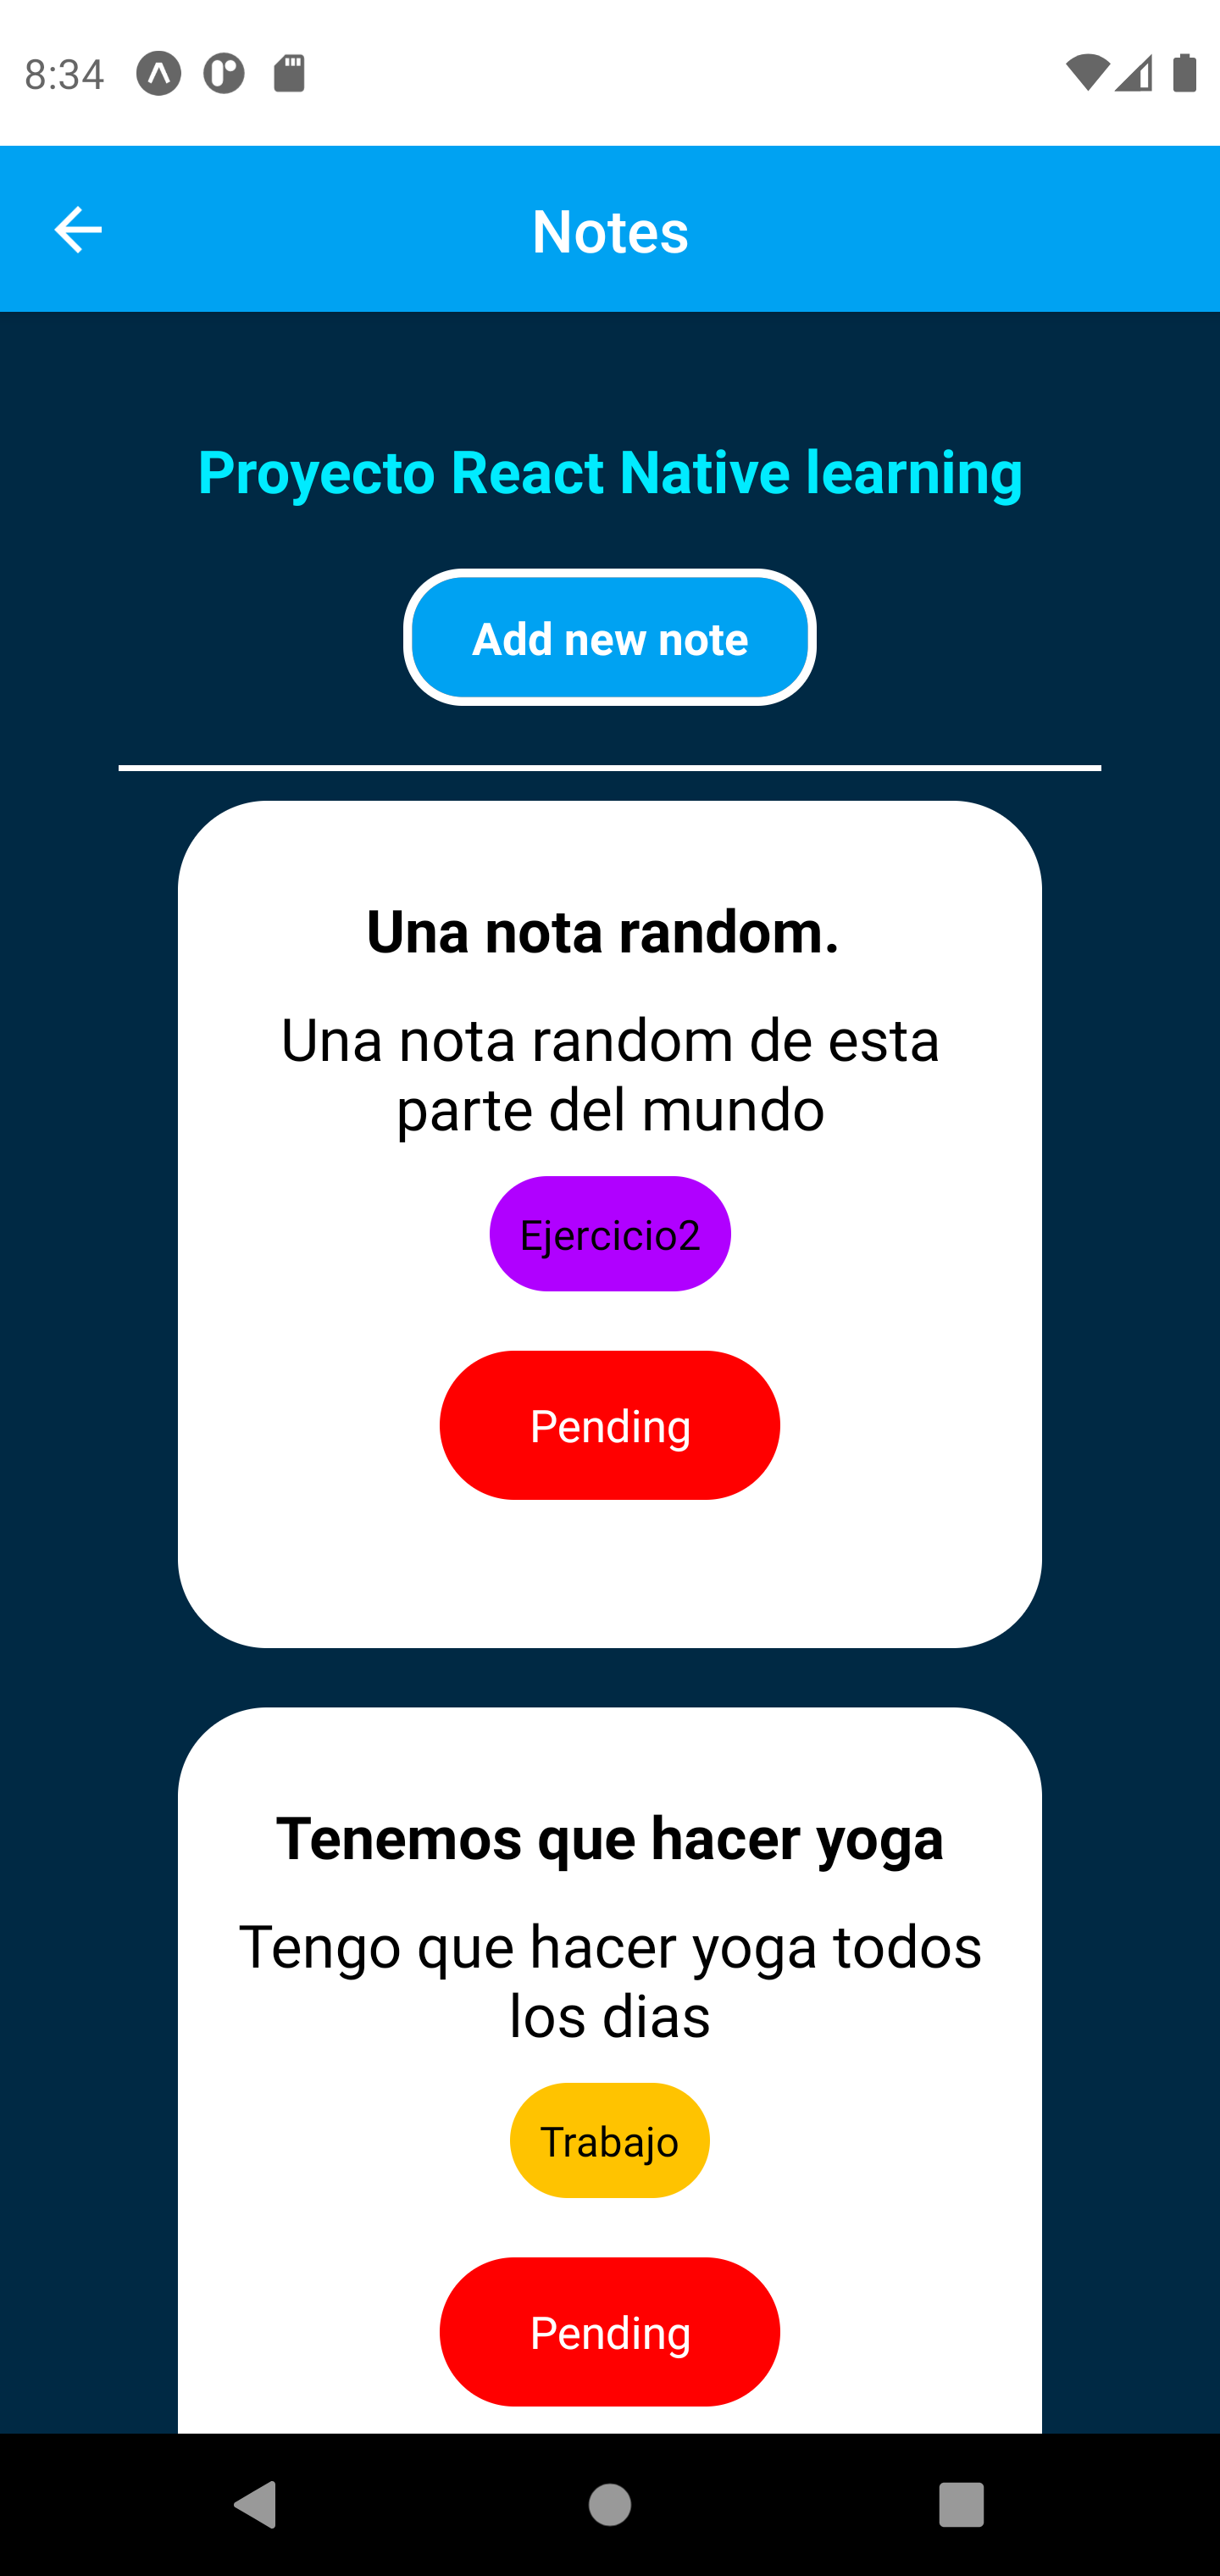 8:34
Notes
Proyecto React Native learning
Add new note
Una nota random.
Una nota random de esta
parte del mundo
Ejercicio2
Pending
Tenemos que hacer yoga
Tengo que hacer yoga todos
los dias
Trabajo
Pending